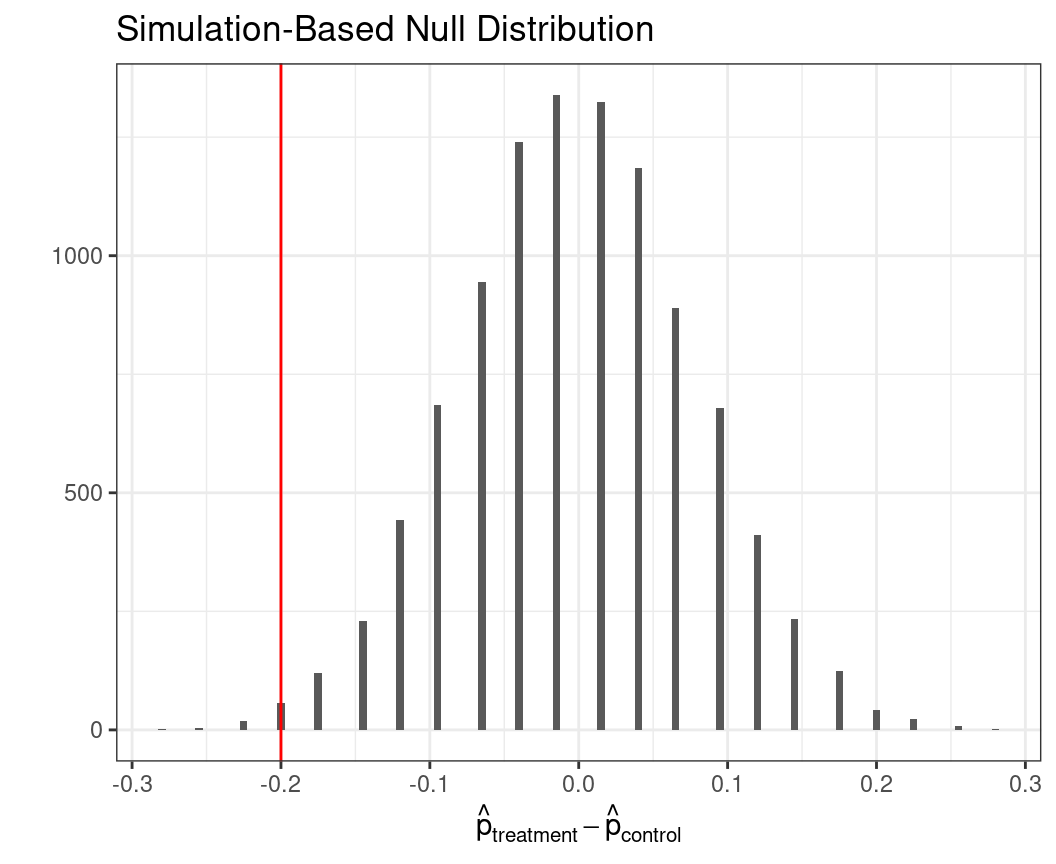 Simulation-Based Null Distribution
1000
500
0
-0.3 -0.2 -0.1 0.0 0.1 0.2 0.3
p̂treatment − p̂control